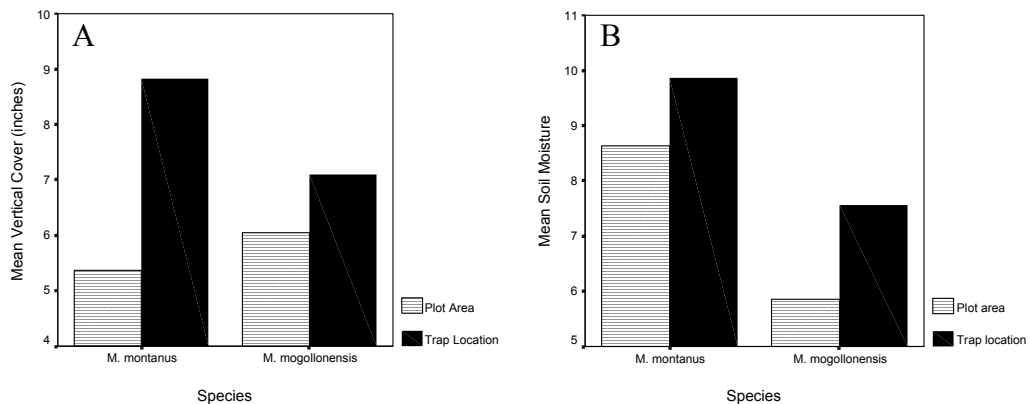 A
Mean Vertical Cover (inches)
10
9
8
7
6
5
4
M. montanus
M. mogollonensis
Species
Plot Area
Trap Location
B
Mean Soil Moisture
11
10
9
8
7
6
5
M. montanus
M. mogollonensis
Species
Plot area
Trap location